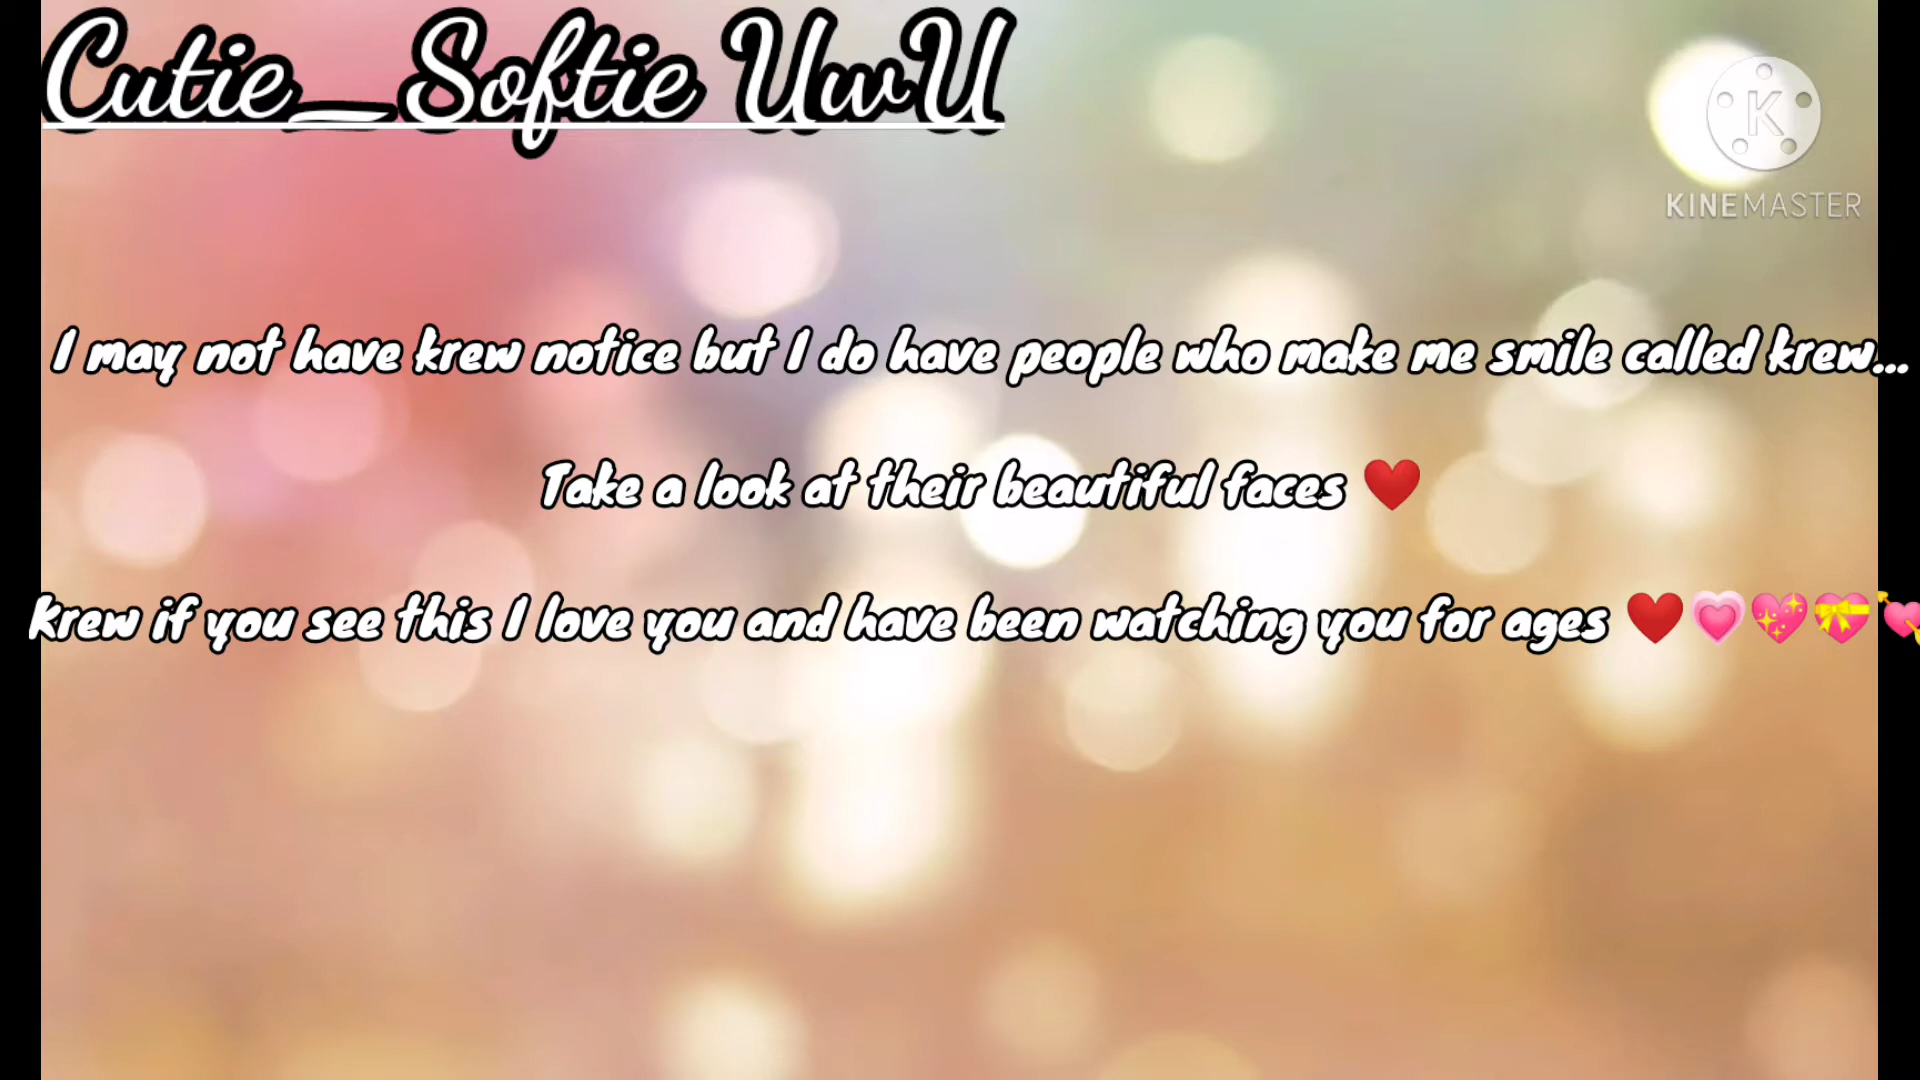 Cutie_Softie UwU
K
KINEMASTER
I may not have krew notice but I do have people who make me smile called krew...
Take a look at their beautiful faces ❤️
Krew if you see this I love you and have been watching you for ages ❤️💗💖💝💘